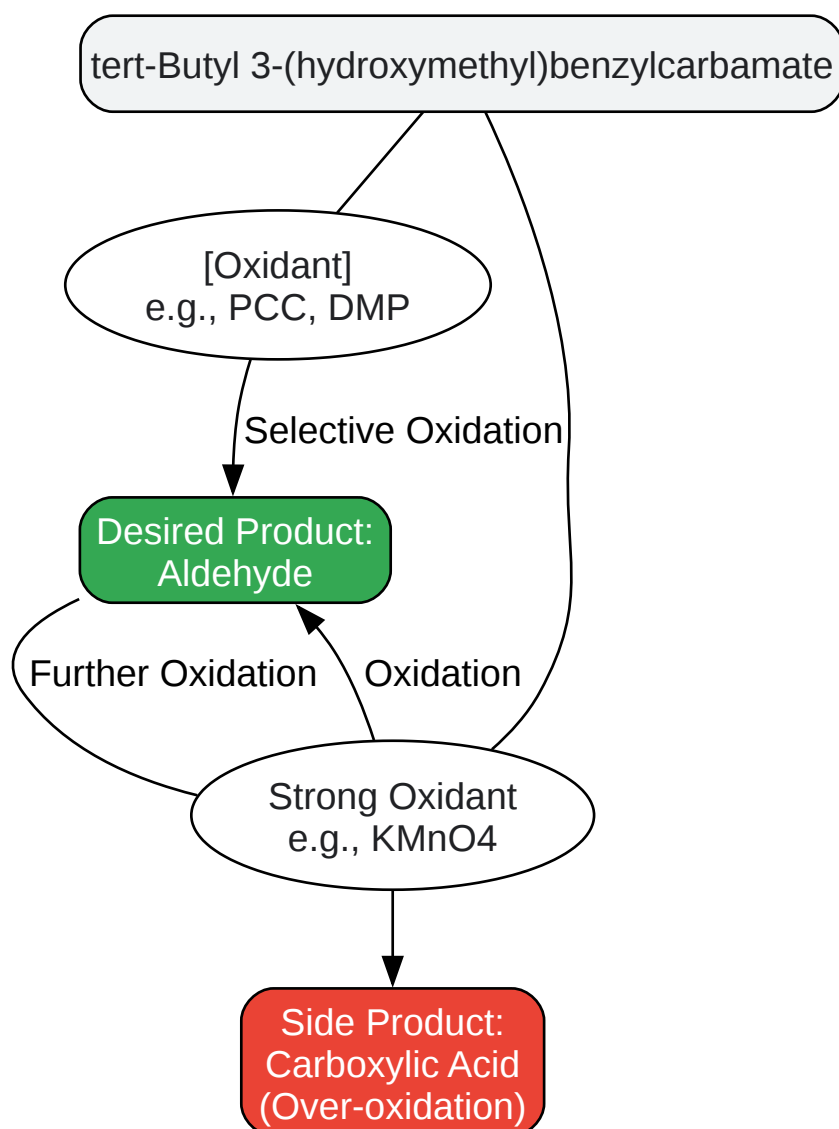 tert-Butyl 3-(hydroxymethyl)benzylcarbamate
[Oxidant]
e.g., PCC, DMP
Selective Oxidation
Desired Product:
Aldehyde
Further Oxidation
Oxidation
Strong Oxidant
e.g., KMnO4
Side Product:
Carboxylic Acid
(Over-oxidation)